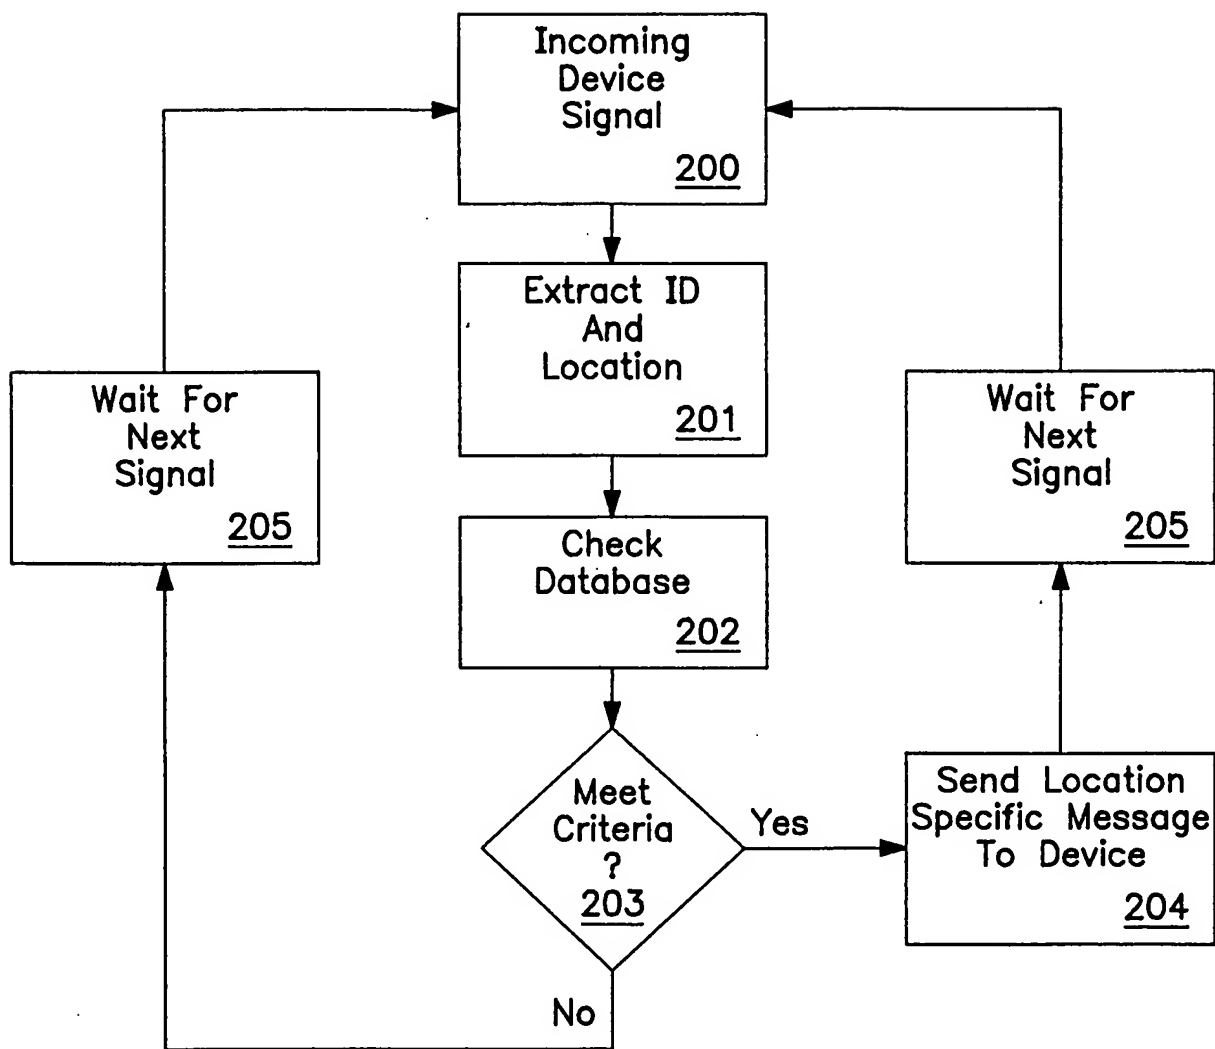 Incoming
Device
Signal
200
Extract ID
And
Location
201
Wait For
Next
Signal
205
Wait For
Next
Signal
205
Check
Database
202
Meet
Criteria
?
203
Yes
Send Location
Specific Message
To Device
204
No